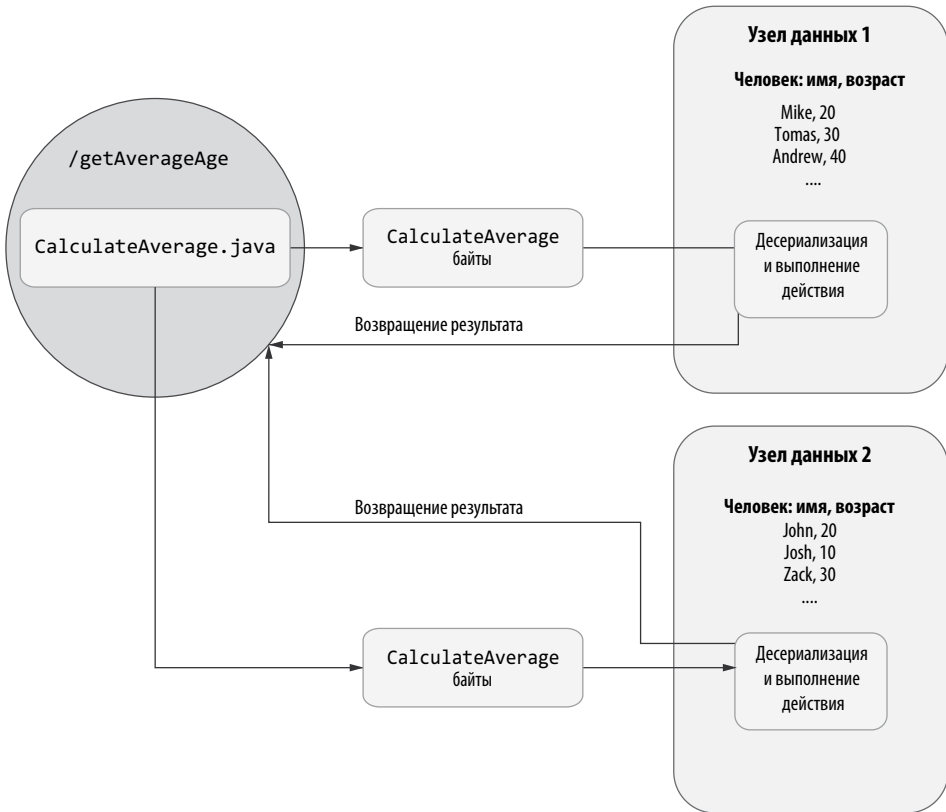 Узел данных 1
Человек: имя, возраст
Mike, 20
Tomas, 30
Andrew, 40
....
/getAverageAge
CalculateAverage.java
CalculateAverage
байты
Десериализация
и выполнение
действия
Возвращение результата
Узел данных 2
Человек: имя, возраст
John, 20
Josh, 10
Zack, 30
....
Возвращение результата
CalculateAverage
байты
Десериализация
и выполнение
действия